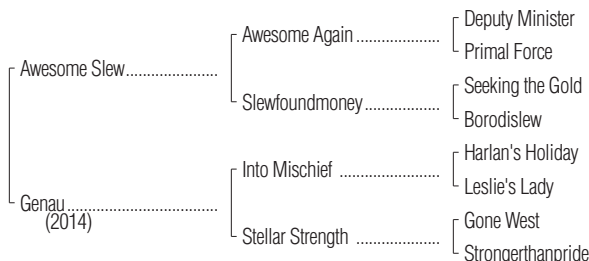 Deputy Minister
Awesome Again ....................
Primal Force
Awesome Slew......................
Seeking the Gold
Slewfoundmoney..................
Borodislew
Harlan's Holiday
Into Mischief ........................
Leslie's Lady
Genau....................................
(2014)
Gone West
Stellar Strength ....................
Strongerthanpride